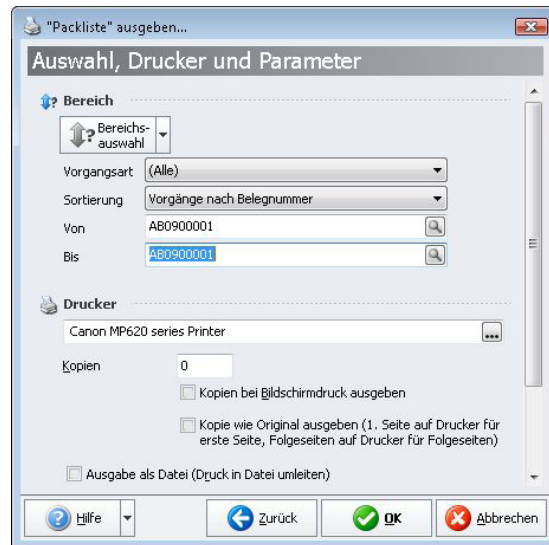 "Packliste" ausgeben...
Auswahl, Drucker und Parameter
Bereich
Bereichs-
auswahl
Vorgangsart (Alle)
Sortierung Vorgänge nach Belegnummer
Von AB0900001
Bis AB0900001
Drucker
Canon MP620 series Printer ...
Kopien 0
Kopien bei Bildschirmdruck ausgeben
Kopie wie Original ausgeben (1. Seite auf Drucker für
erste Seite, Folgeseiten auf Drucker für Folgeseiten)
Ausgabe als Datei (Druck in Datei umleiten)
Hilfe Zurück OK Abbrechen